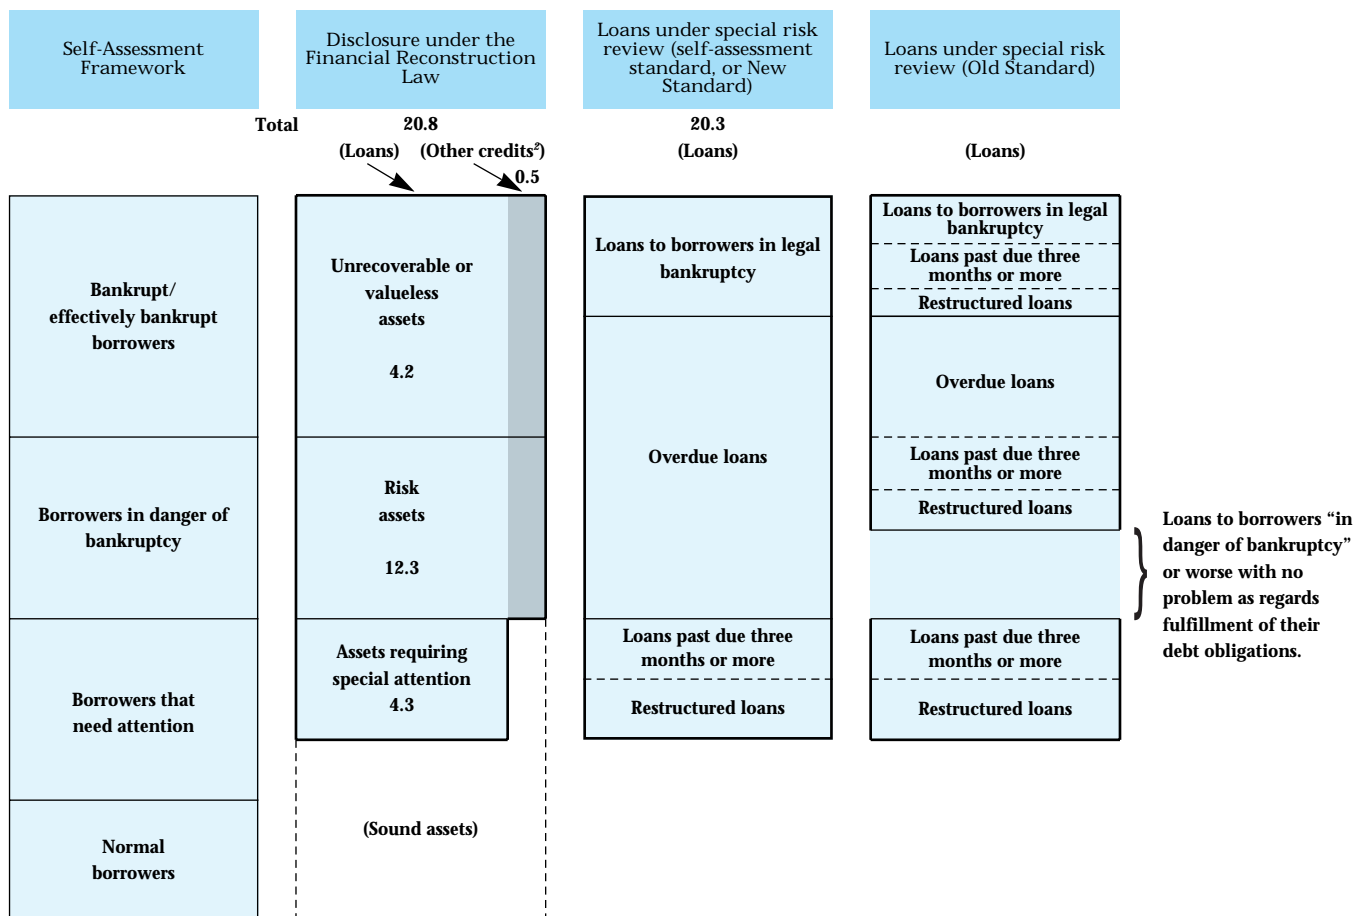 Self-Assessment
Framework
Disclosure under the
Financial Reconstruction
Law
Loans under special risk
review (self-assessment
standard, or New
Standard)
Loans under special risk
review (Old Standard)
Total
20.8
20.3
(Loans)
(Other credits²)
(Loans)
(Loans)
0.5
Bankrupt/
effectively bankrupt
borrowers
Borrowers in danger of
bankruptcy
Borrowers that
need attention
Normal
borrowers
Unrecoverable or
valueless
assets
4.2
Risk
assets
12.3
Assets requiring
special attention
4.3
(Sound assets)
Loans to borrowers in legal
bankruptcy
Overdue loans
Loans past due three
months or more
Restructured loans
Loans to borrowers in legal
bankruptcy
Loans past due three
months or more
Restructured loans
Overdue loans
Loans past due three
months or more
Restructured loans
Loans past due three
months or more
Restructured loans
Loans to borrowers “in
danger of bankruptcy”
or worse with no
problem as regards
fulfillment of their
debt obligations.